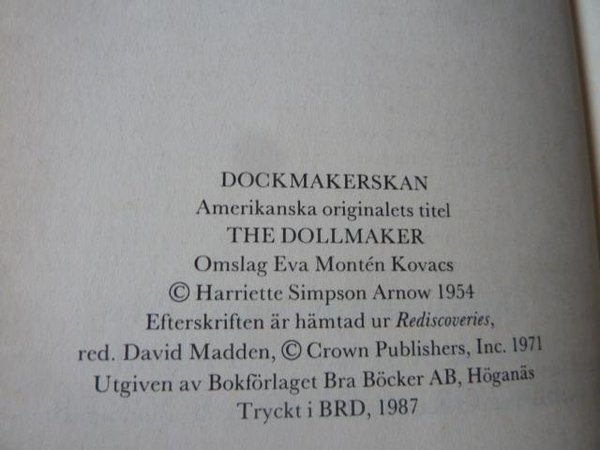 DOCKMAKERSKAN
Amerikanska originalets titel
THE DOLLMAKER
Omslag Eva Montén Kovacs
© Harriette Simpson Arnow 1954
Efterskriften är hämtad ur Rediscoveries,
red. David Madden, © Crown Publishers, Inc. 1971
Utgiven av Bokförlaget Bra Böcker AB, Höganäs
Tryckt i BRD, 1987